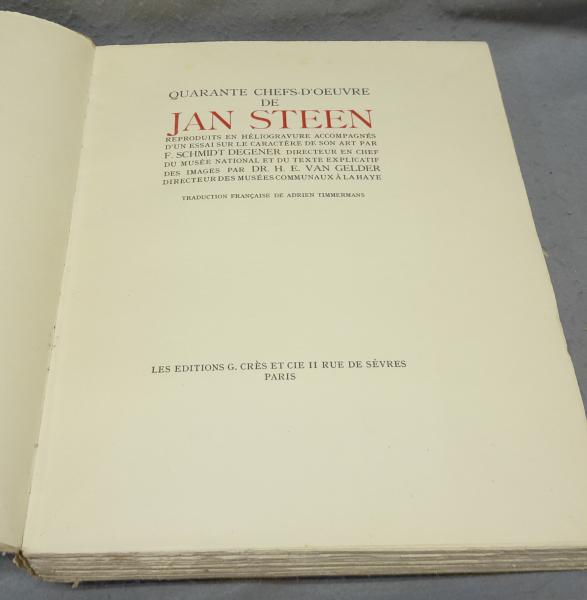 QUARANTE CHEFS-D'OEUVRE
DE
JAN STEEN
REPRODUITS EN HÉLIOGRAVURE ACCOMPAGNÉS
D'UN ESSAI SUR LE CARACTÈRE DE SON ART PAR
F. SCHMIDT DEGENER DIRECTEUR EN CHEF
DU MUSÉE NATIONAL ET DU TEXTE EXPLICATIF
DES IMAGES PAR DR. H. E. VAN GELDER
DIRECTEUR DES MUSÉES COMMUNAUX À LA HAYE
TRADUCTION FRANÇAISE DE ADRIEN TIMMERMANS
LES EDITIONS G. CRÈS ET CIE 11 RUE DE SÈVRES
PARIS